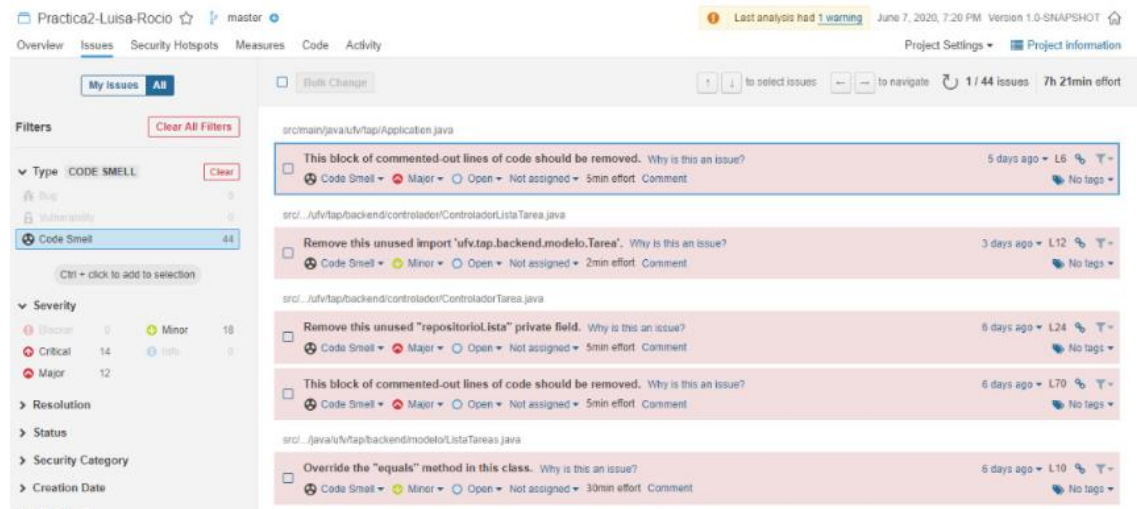 Practica2-Luisa-Rocio master
Last analysis had 1 warning June 7, 2020, 7:20 PM Version 1.0-SNAPSHOT
Overview Issues Security Hotspots Measures Code Activity
Project Settings Project Information
My Issues All
Bulk Change
to select issues to navigate 1 / 44 issues 7h 21min effort
Filters
Clear All Filters
Type CODE SMELL Clear
Bug 0
Vulnerability 0
Code Smell 44
Ctrl + click to add to selection
Severity
Blocker 0 Minor 18
Critical 14 Info 0
Major 12
Resolution
Status
Security Category
Creation Date
src/main/java/ufv/tap/Application.java
This block of commented-out lines of code should be removed. Why is this an issue? 5 days ago L6
Code Smell Major Open Not assigned 5min effort Comment No tags
src/.../ufv/tap/backend/controlador/ControladorListaTarea.java
Remove this unused import 'ufv.tap.backend.modelo.Tarea'. Why is this an issue? 3 days ago L12
Code Smell Minor Open Not assigned 2min effort Comment No tags
src/.../ufv/tap/backend/controlador/ControladorTarea.java
Remove this unused "repositorioLista" private field. Why is this an issue? 6 days ago L24
Code Smell Major Open Not assigned 5min effort Comment No tags
This block of commented-out lines of code should be removed. Why is this an issue? 6 days ago L70
Code Smell Major Open Not assigned 5min effort Comment No tags
src/.../java/ufv/tap/backend/modelo/ListaTareas.java
Override the "equals" method in this class. Why is this an issue? 6 days ago L10
Code Smell Minor Open Not assigned 30min effort Comment No tags